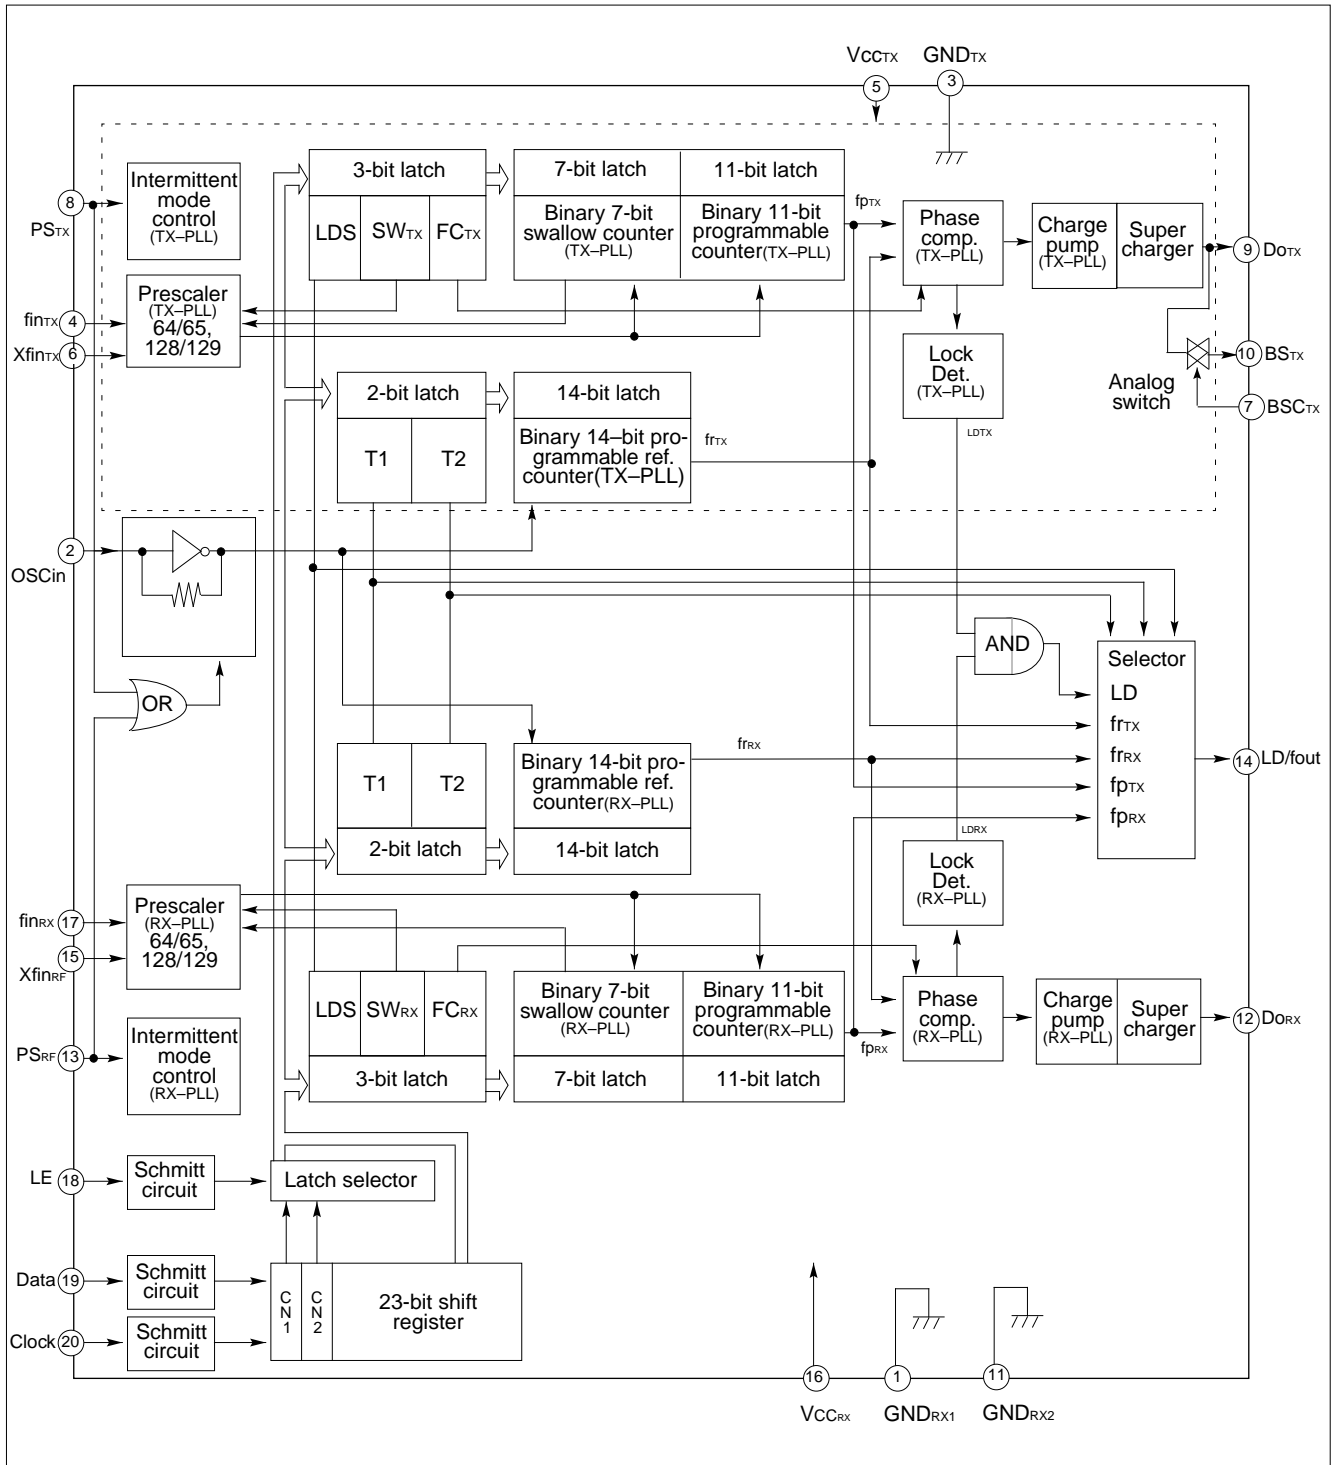 VccTX
GNDTX
5
3
8
PSTX
Intermittent
mode
control
(TX–PLL)
3-bit latch
LDS
SWTX
FCTX
7-bit latch
11-bit latch
Binary 7-bit
swallow counter
(TX–PLL)
Binary 11-bit
programmable
counter(TX–PLL)
fpTX
Phase
comp.
(TX–PLL)
Charge
pump
(TX–PLL)
Super
charger
9
DoTX
finTX
4
XfinTX
6
Prescaler
(TX–PLL)
64/65,
128/129
Lock
Det.
(TX–PLL)
LDTX
Analog
switch
10
BSTX
7
BSCTX
2-bit latch
T1
T2
14-bit latch
Binary 14–bit pro-
grammable ref.
counter(TX–PLL)
frTX
2
OSCin
OR
AND
Selector
LD
frTX
frRX
fpTX
fpRX
14
LD/fout
T1
T2
2-bit latch
Binary 14-bit pro-
grammable ref.
counter(RX–PLL)
14-bit latch
frRX
LDRX
Lock
Det.
(RX–PLL)
finRX
17
15
XfinRF
Prescaler
(RX–PLL)
64/65,
128/129
PSRF
13
Intermittent
mode
control
(RX–PLL)
LDS
SWRX
FCRX
3-bit latch
Binary 7-bit
swallow counter
(RX–PLL)
Binary 11-bit
programmable
counter(RX–PLL)
7-bit latch
11-bit latch
fpRX
Phase
comp.
(RX–PLL)
Charge
pump
(RX–PLL)
Super
charger
12
DoRX
LE
18
Schmitt
circuit
Latch selector
Data
19
Schmitt
circuit
Clock
20
Schmitt
circuit
CN1
CN2
23-bit shift
register
16
1
11
VCCRX
GNDRX1
GNDRX2